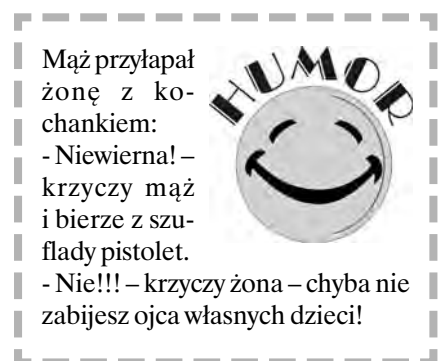 HUMOR
Mąż przyłapał
żonę z ko-
chankiem:
- Niewierna! –
krzyczy mąż
i bierze z szu-
flady pistolet.
- Nie!!! – krzyczy żona – chyba nie
zabijesz ojca własnych dzieci!